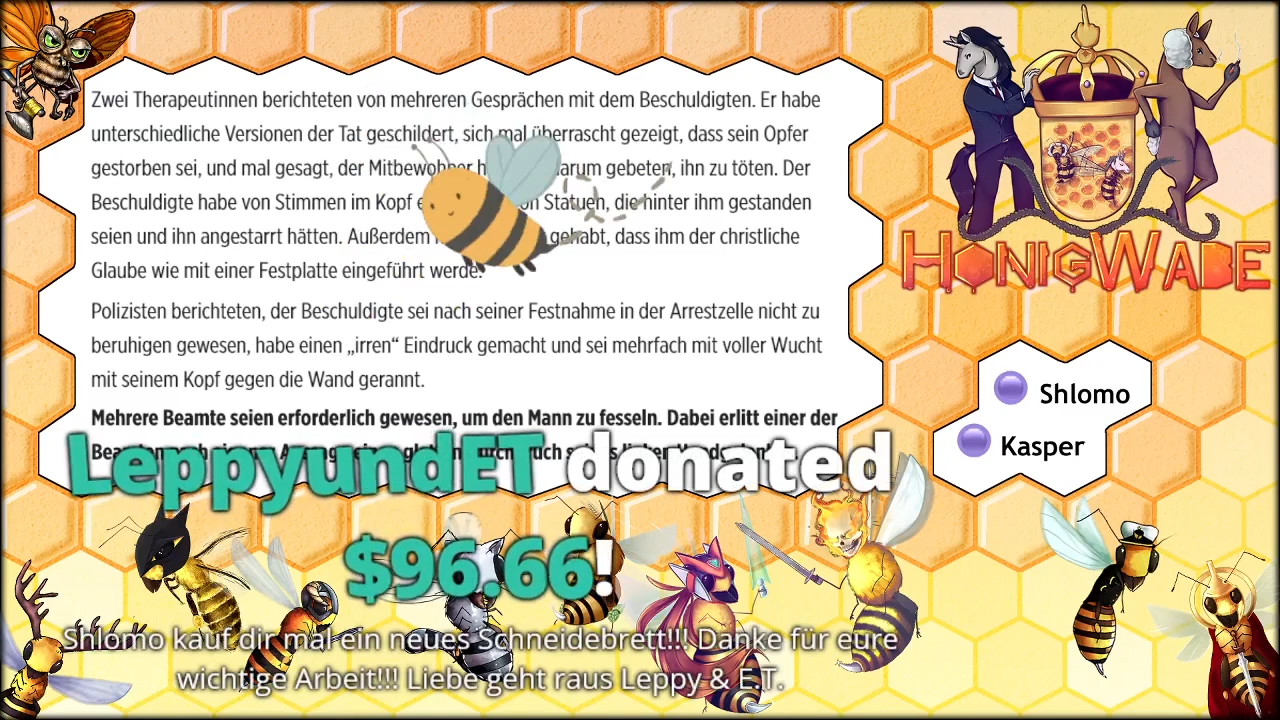 Zwei Therapeutinnen berichteten von mehreren Gesprächen mit dem Beschuldigten. Er habe
unterschiedliche Versionen der Tat geschildert, sich mal überrascht gezeigt, dass sein Opfer
gestorben sei, und mal gesagt, der Mitbewohner darum gebeten, ihn zu töten. Der
Beschuldigte habe von Stimmen im Kopf von Statuen, die hinter ihm gestanden
seien und ihn angestarrt hätten. Außerdem gehabt, dass ihm der christliche
Glaube wie mit einer Festplatte eingeführt werde.
Polizisten berichteten, der Beschuldigte sei nach seiner Festnahme in der Arrestzelle nicht zu
beruhigen gewesen, habe einen „irren“ Eindruck gemacht und sei mehrfach mit voller Wucht
mit seinem Kopf gegen die Wand gerannt.
Mehrere Beamte seien erforderlich gewesen, um den Mann zu fesseln. Dabei erlitt einer der
LeppyundET donated
$96.66!
Shlomo kauf dir mal ein neues Schneidebrett!!! Danke für eure
wichtige Arbeit!!! Liebe geht raus Leppy & E.T.
HONIGWABE
Shlomo
Kasper